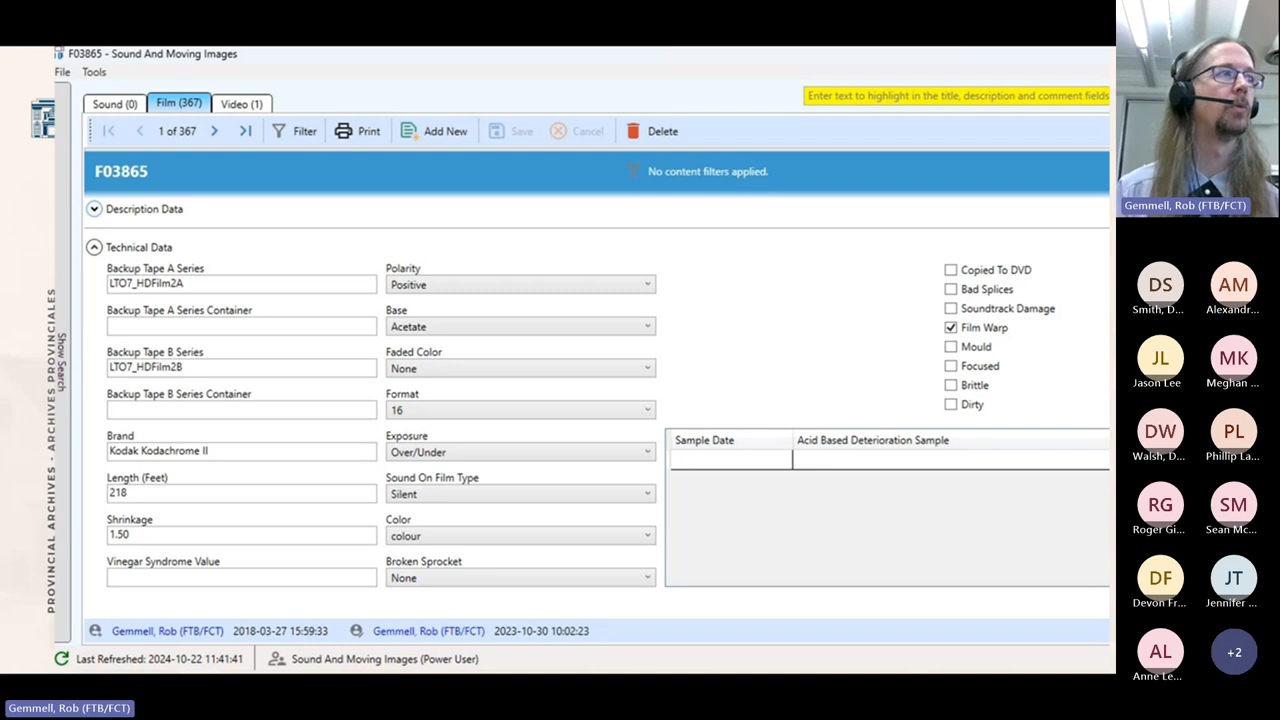 F03865 - Sound And Moving Images
File Tools
Sound (0) Film (367) Video (1)
Enter text to highlight in the title, description and comment fields
1 of 367 Filter Print Add New Save Cancel Delete
F03865
No content filters applied.
Description Data
Technical Data
Backup Tape A Series
LTO7_HDFilm2A
Backup Tape A Series Container
Backup Tape B Series
LTO7_HDFilm2B
Backup Tape B Series Container
Brand
Kodak Kodachrome II
Length (Feet)
218
Shrinkage
1.50
Vinegar Syndrome Value
Polarity
Positive
Base
Acetate
Faded Color
None
Format
16
Exposure
Over/Under
Sound On Film Type
Silent
Color
colour
Broken Sprocket
None
Copied To DVD
Bad Splices
Soundtrack Damage
Film Warp
Mould
Focused
Brittle
Dirty
Sample Date Acid Based Deterioration Sample
Gemmell, Rob (FTB/FCT) 2018-03-27 15:59:33 Gemmell, Rob (FTB/FCT) 2023-10-30 10:02:23
Last Refreshed: 2024-10-22 11:41:41 Sound And Moving Images (Power User)
Show Search
PROVINCIAL ARCHIVES - ARCHIVES PROVINCIALES
Gemmell, Rob (FTB/FCT)
Gemmell, Rob (FTB/FCT)
DS
Smith, D...
AM
Alexandr...
JL
Jason Lee
MK
Meghan ...
DW
Walsh, D...
PL
Phillip La...
RG
Roger Gi...
SM
Sean Mc...
DF
Devon Fr...
JT
Jennifer ...
AL
Anne Le...
+2